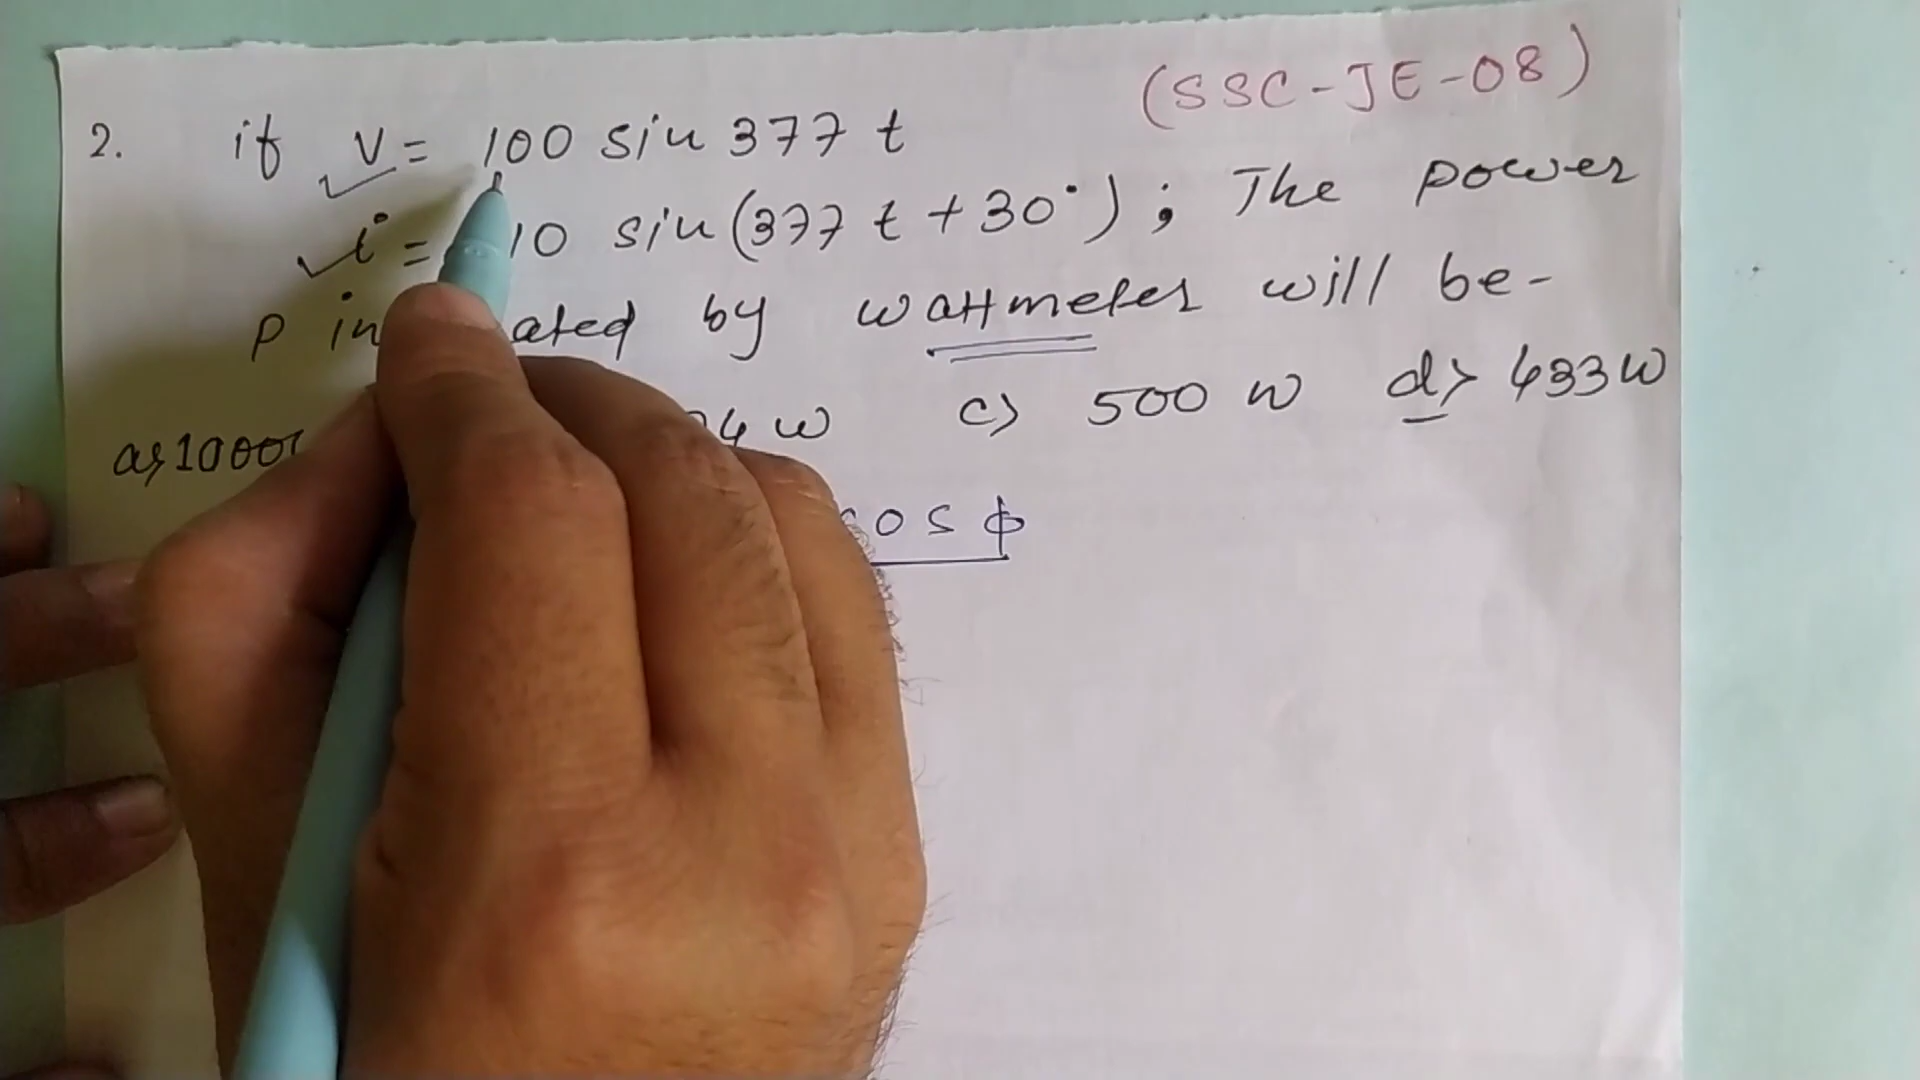 (SSC-JE-08)
2. if V = 100 sin 377 t
i = 10 sin (377 t + 30°) ; The power
P in ated by wattmeter will be-
a> 1000 4 w c> 500 w d> 433 w
cos ϕ